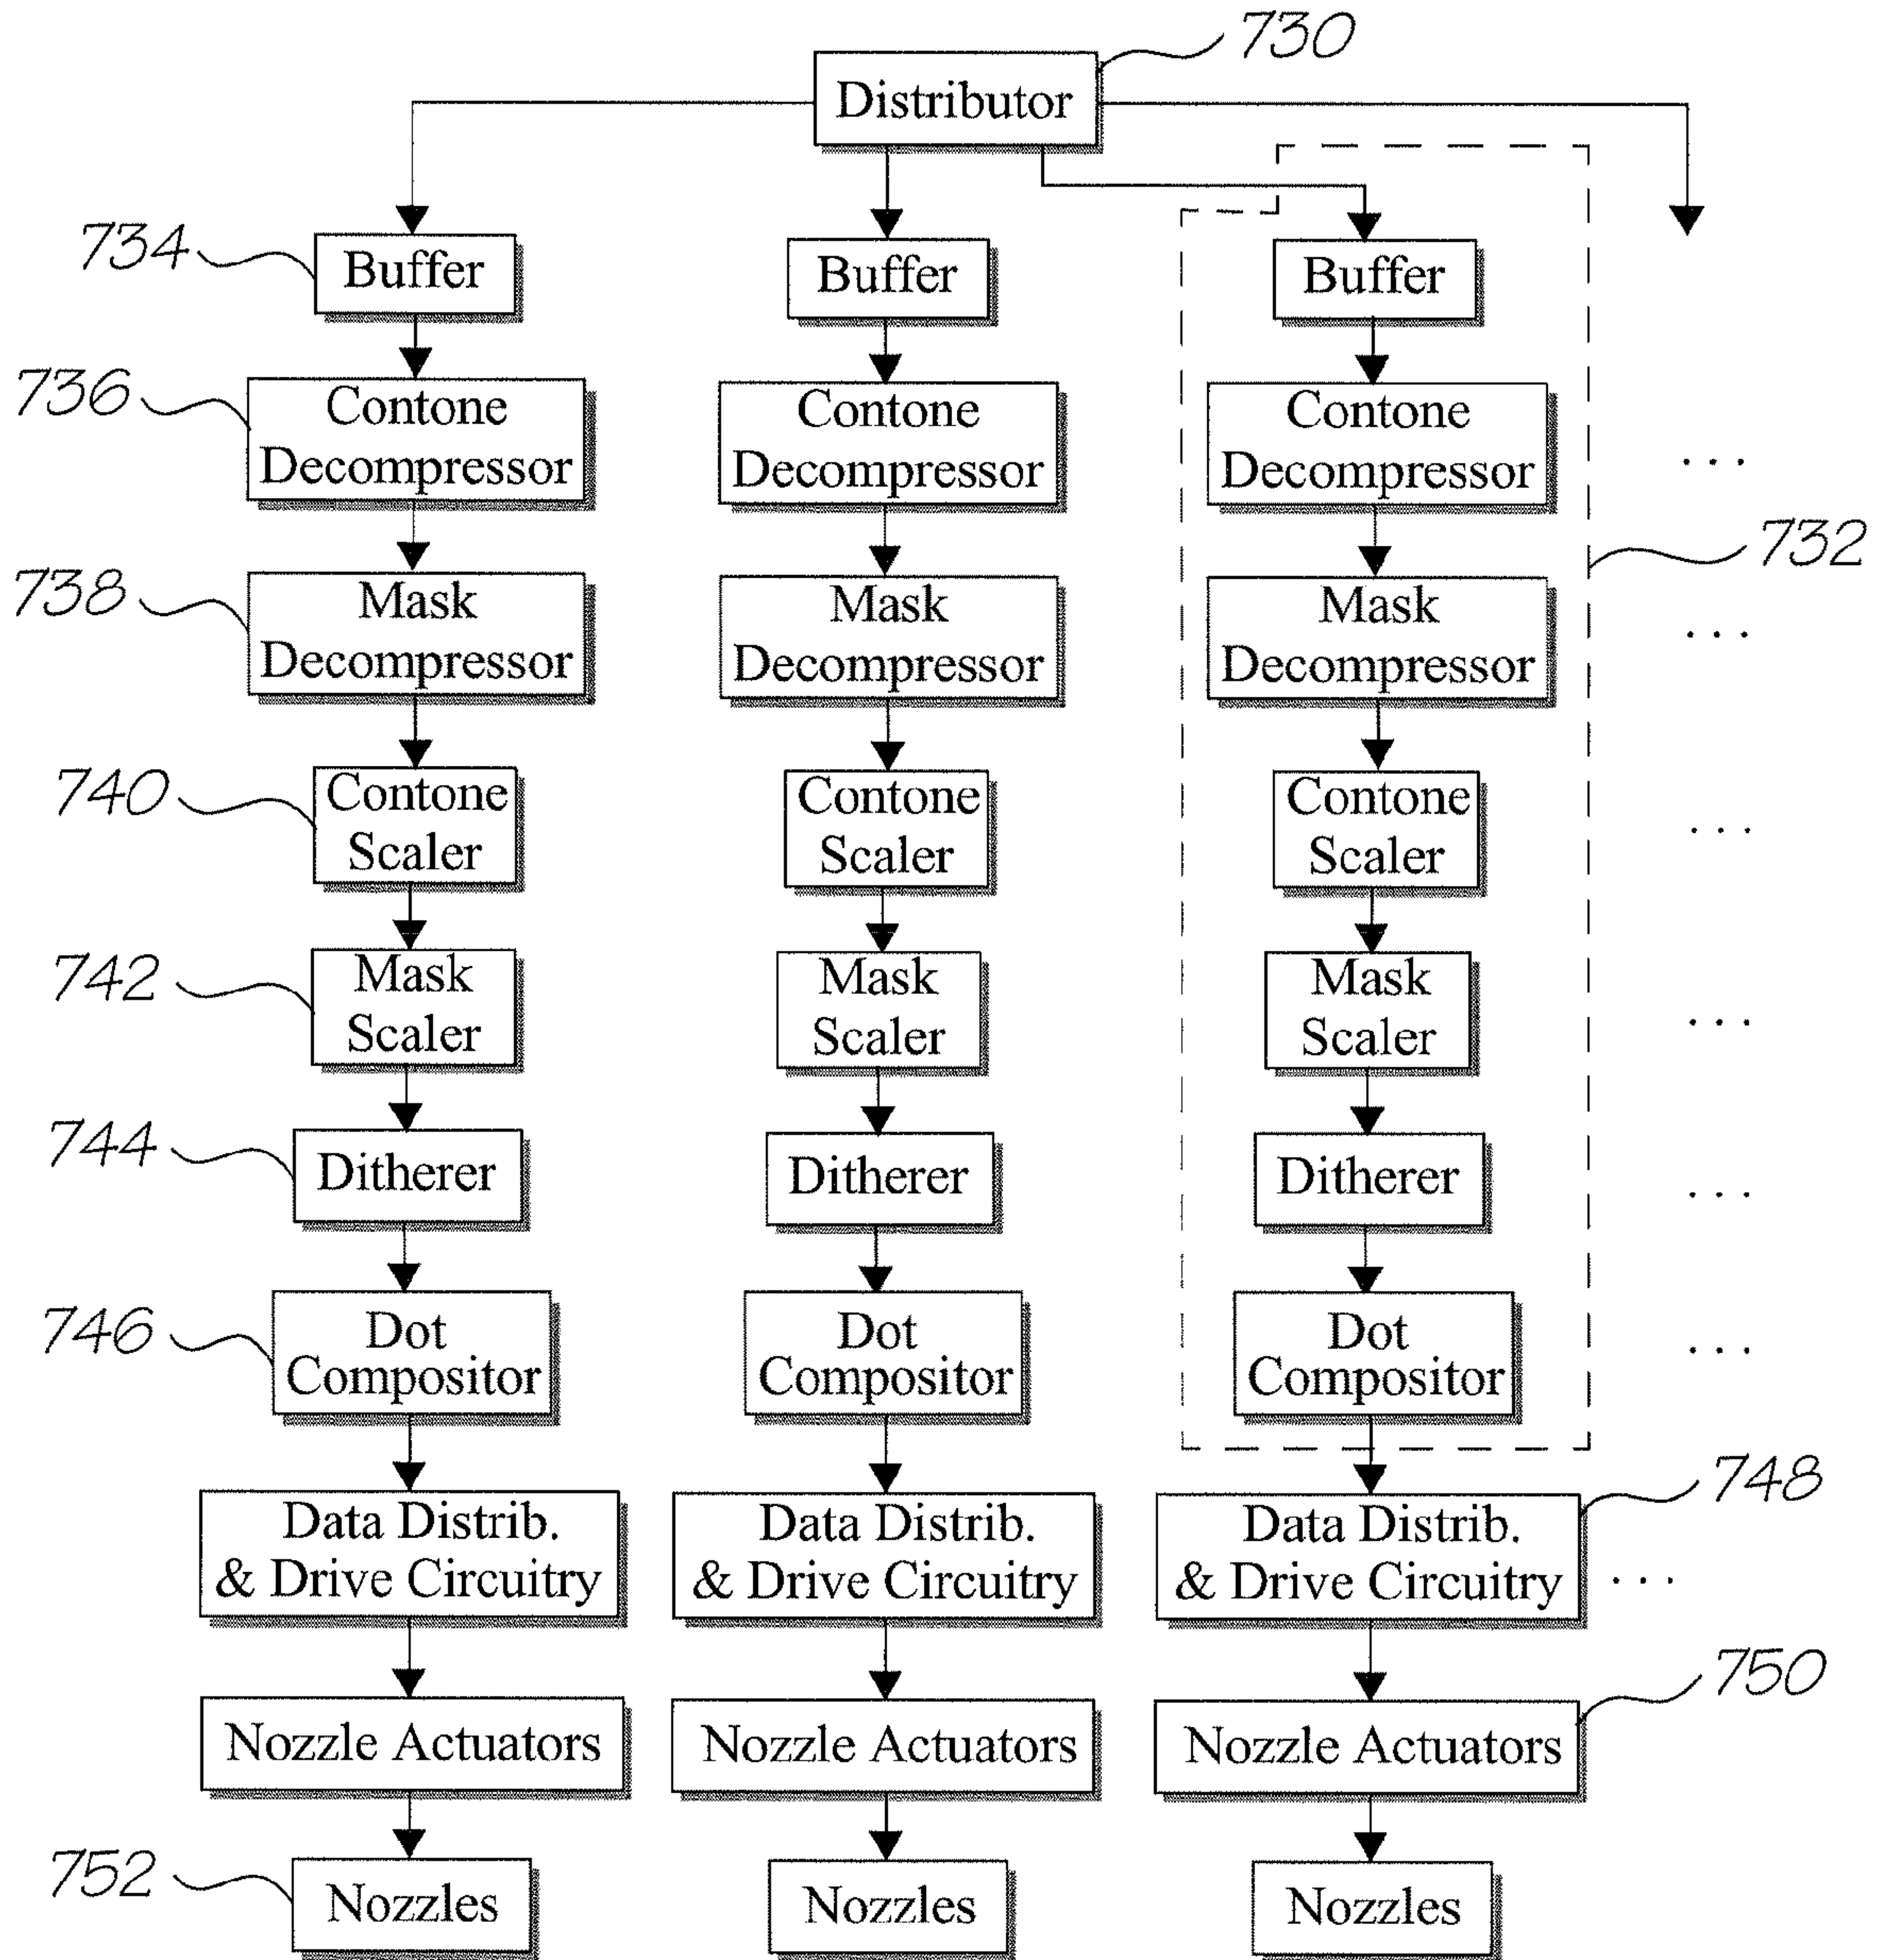 730
Distributor
734
Buffer
Buffer
Buffer
736
Contone
Decompressor
Contone
Decompressor
Contone
Decompressor
...
732
738
Mask
Decompressor
Mask
Decompressor
Mask
Decompressor
...
740
Contone
Scaler
Contone
Scaler
Contone
Scaler
...
742
Mask
Scaler
Mask
Scaler
Mask
Scaler
...
744
Ditherer
Ditherer
Ditherer
...
746
Dot
Compositor
Dot
Compositor
Dot
Compositor
...
748
Data Distrib.
& Drive Circuitry
Data Distrib.
& Drive Circuitry
Data Distrib.
& Drive Circuitry
...
750
Nozzle Actuators
Nozzle Actuators
Nozzle Actuators
752
Nozzles
Nozzles
Nozzles